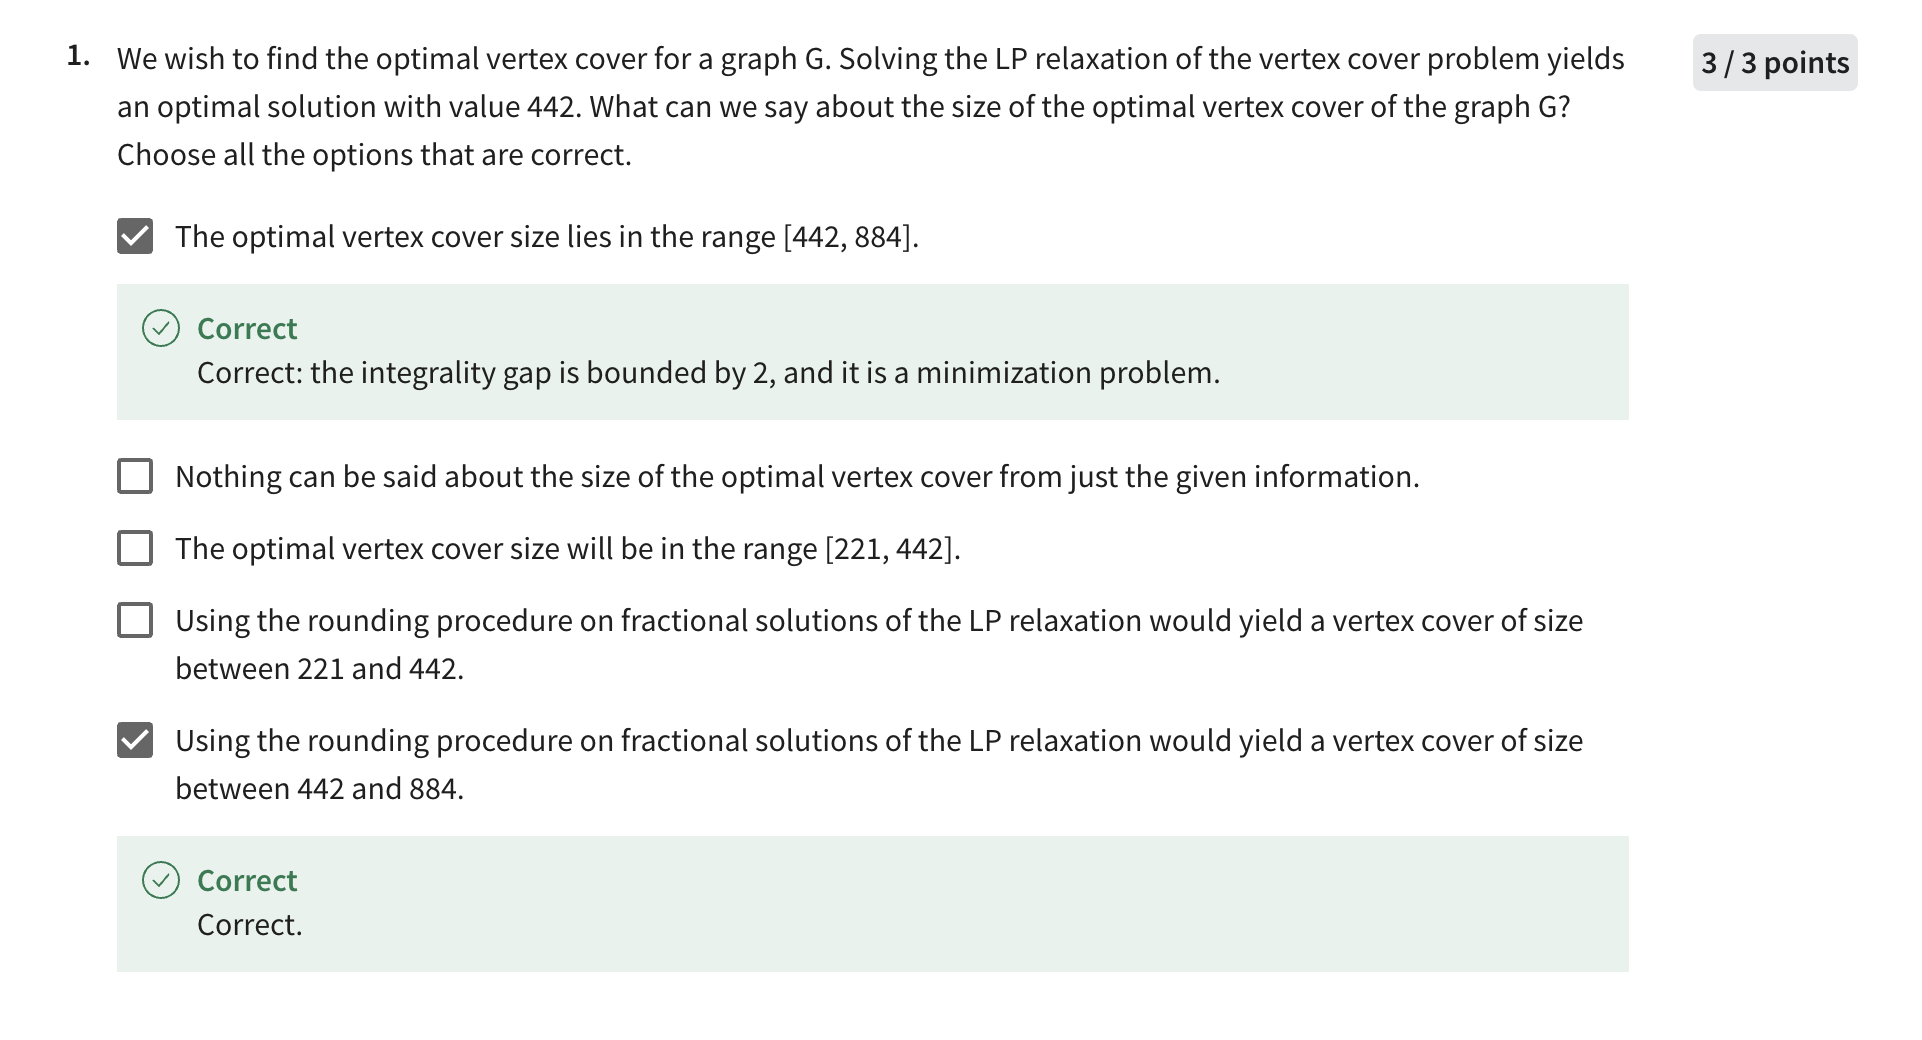 1. We wish to find the optimal vertex cover for a graph G. Solving the LP relaxation of the vertex cover problem yields
3 / 3 points
an optimal solution with value 442. What can we say about the size of the optimal vertex cover of the graph G?
Choose all the options that are correct.
The optimal vertex cover size lies in the range [442, 884].
Correct
Correct: the integrality gap is bounded by 2, and it is a minimization problem.
Nothing can be said about the size of the optimal vertex cover from just the given information.
The optimal vertex cover size will be in the range [221, 442].
Using the rounding procedure on fractional solutions of the LP relaxation would yield a vertex cover of size
between 221 and 442.
Using the rounding procedure on fractional solutions of the LP relaxation would yield a vertex cover of size
between 442 and 884.
Correct
Correct.